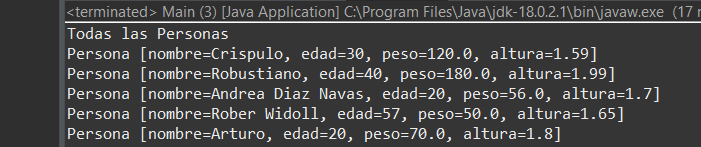 <terminated> Main (3) [Java Application] C:\Program Files\Java\jdk-18.0.2.1\bin\javaw.exe (17 
Todas las Personas
Persona [nombre=Crispulo, edad=30, peso=120.0, altura=1.59]
Persona [nombre=Robustiano, edad=40, peso=180.0, altura=1.99]
Persona [nombre=Andrea Diaz Navas, edad=20, peso=56.0, altura=1.7]
Persona [nombre=Rober Widoll, edad=57, peso=50.0, altura=1.65]
Persona [nombre=Arturo, edad=20, peso=70.0, altura=1.8]